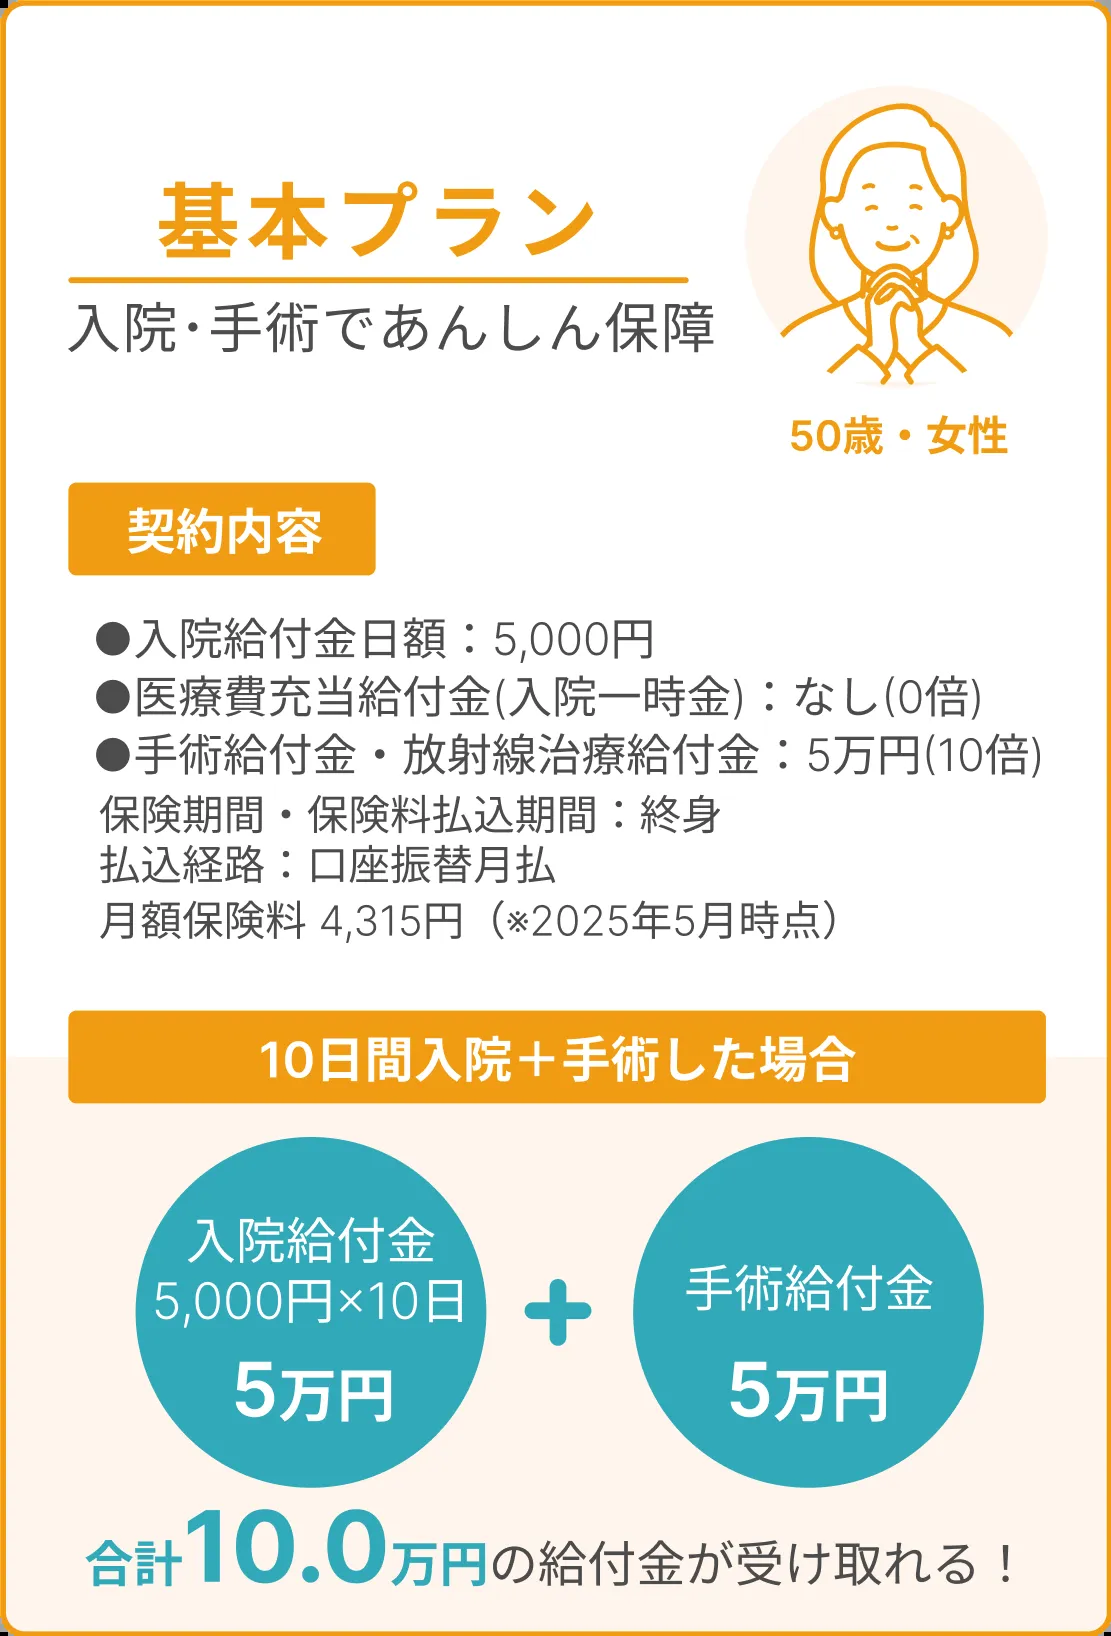 基本プラン
入院・手術であんしん保障
50歳・女性
契約内容
●入院給付金日額：5,000円
●医療費充当給付金(入院一時金)：なし(0倍)
●手術給付金・放射線治療給付金：5万円(10倍)
保険期間・保険料払込期間：終身
払込経路：口座振替月払
月額保険料 4,315円（※2025年5月時点）
10日間入院＋手術した場合
入院給付金
5,000円×10日
5万円
+
手術給付金
5万円
合計10.0万円の給付金が受け取れる！